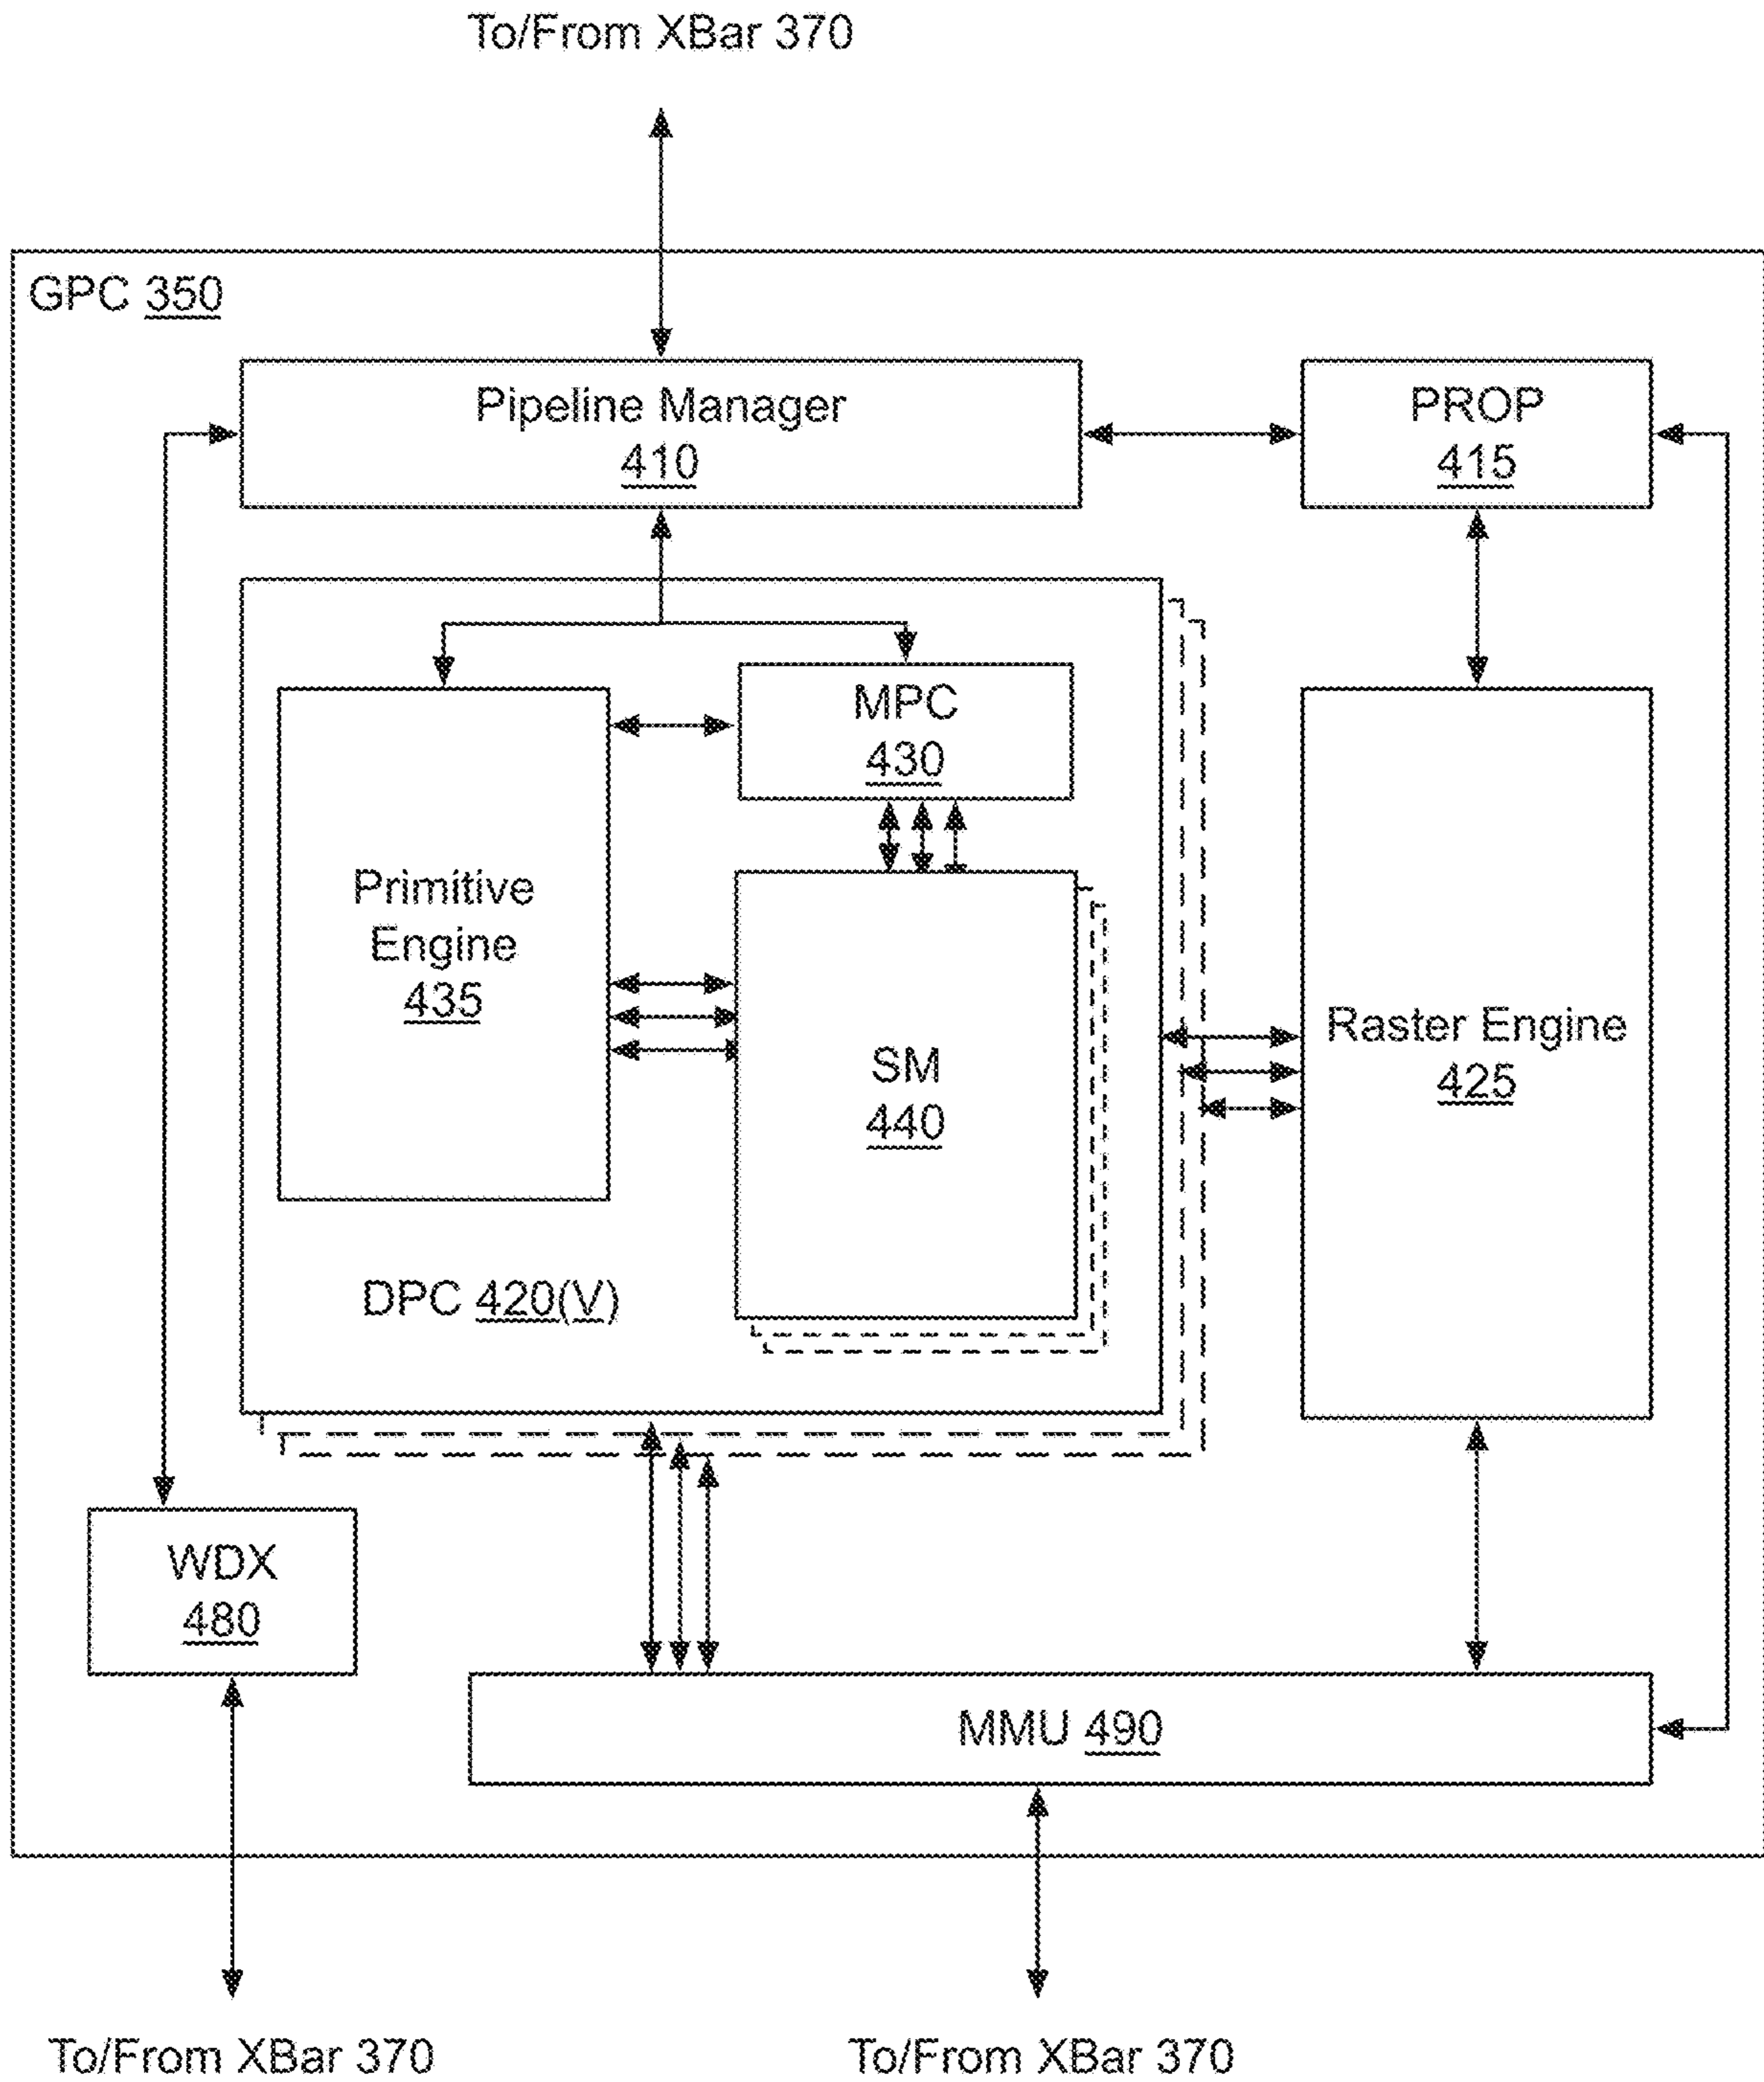 To/From XBar 370
GPC 350
Pipeline Manager
410
PROP
415
MPC
430
Primitive
Engine
435
SM
440
Raster Engine
425
DPC 420(V)
WDX
480
MMU 490
To/From XBar 370
To/From XBar 370